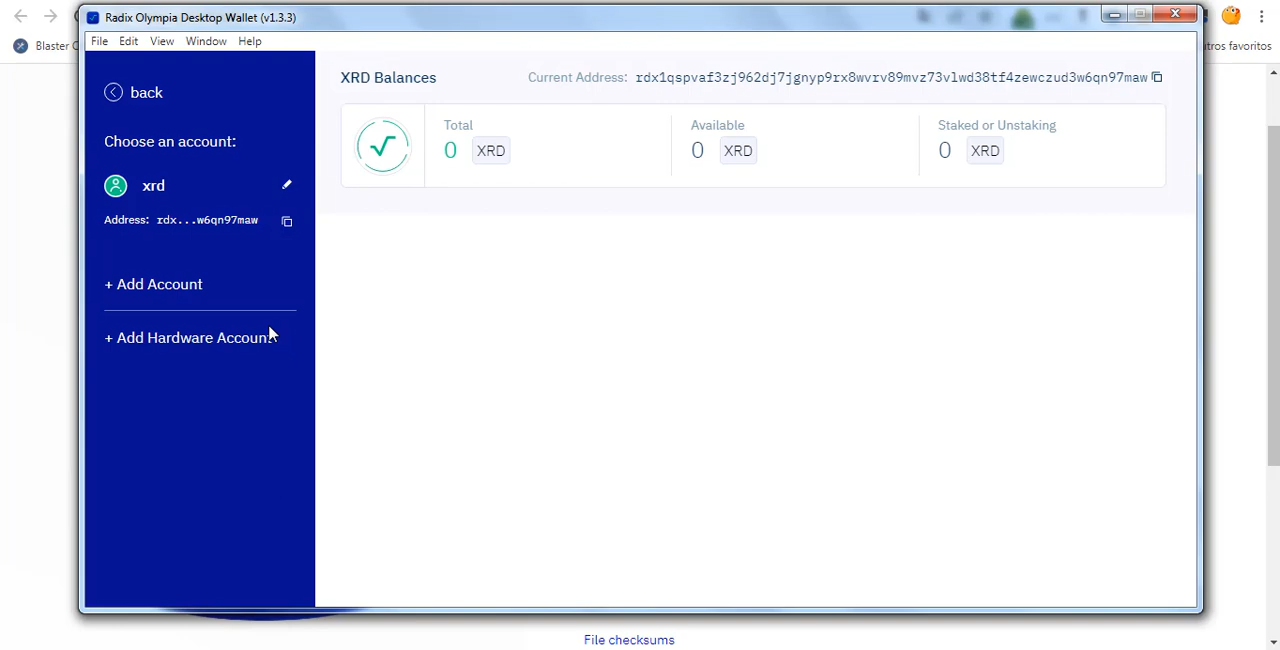 Radix Olympia Desktop Wallet (v1.3.3)
File Edit View Window Help
Blaster
utros favoritos
back
Choose an account:
xrd
Address: rdx...w6qn97maw
+ Add Account
+ Add Hardware Account
XRD Balances
Current Address: rdx1qspvaf3zj962dj7jgnyp9rx8wvrv89mvz73vlwd38tf4zewczud3w6qn97maw
Total
0 XRD
Available
0 XRD
Staked or Unstaking
0 XRD
File checksums